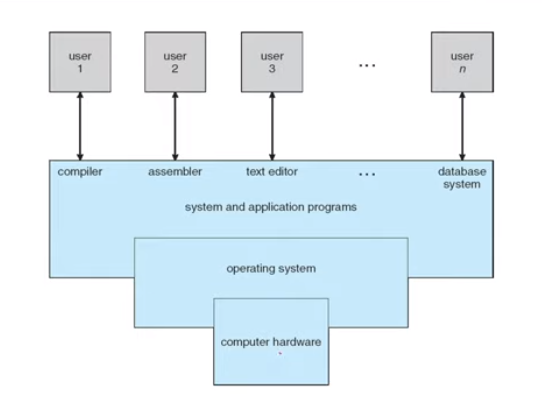 user
1
user
2
user
3
...
user
n
compiler
assembler
text editor
...
database
system
system and application programs
operating system
computer hardware